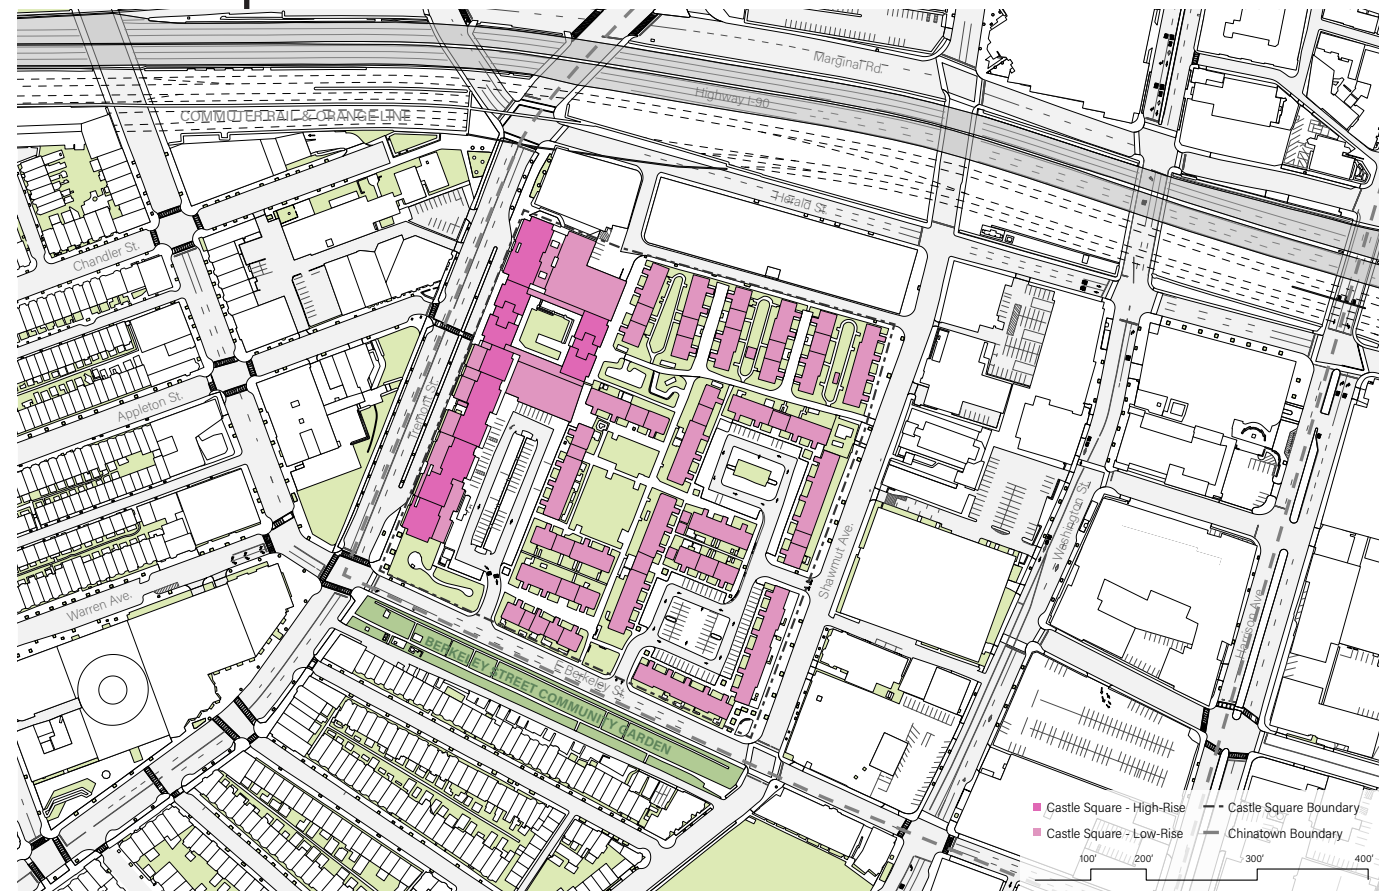 Marginal Rd.
Highway I-90
COMMUTER RAIL & ORANGE LINE
Herald St.
Chandler St.
Appleton St.
Tremont St.
Warren Ave.
Shawmut Ave.
Washington St.
Harrison Ave.
E Berkeley St.
BERKELEY STREET COMMUNITY GARDEN
Castle Square - High-Rise
Castle Square Boundary
Castle Square - Low-Rise
Chinatown Boundary
100' 200' 300' 400'